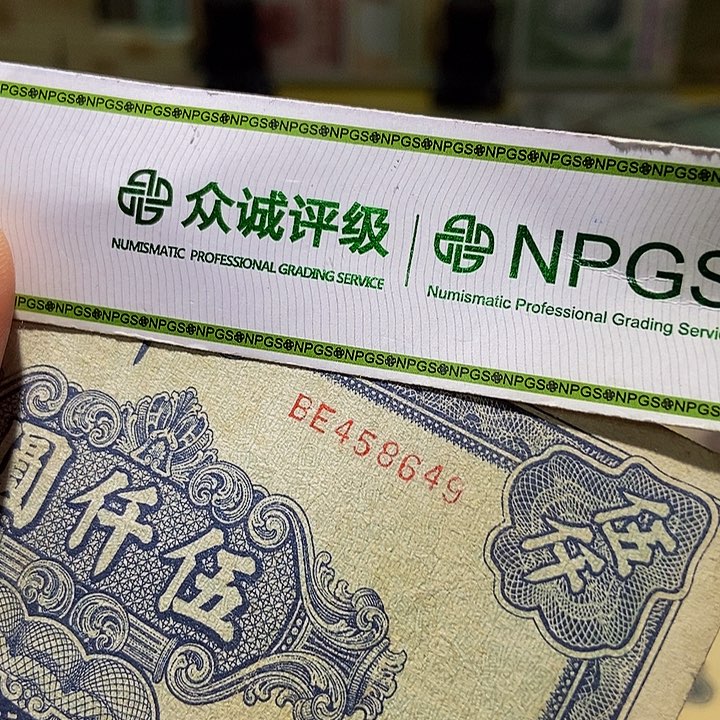 PGS NPGS NPGS NPGS NPGS NPGS NPGS NPGS NPGS NPGS NPGS NPGS NPGS N
众诚评级
NUMISMATIC PROFESSIONAL GRADING SERVICE
NPGS
Numismatic Professional Grading Servi
NPGS NPGS NPGS NPGS NPGS NPGS NPGS NPGS NPGS NPGS NPGS NPGS NPGS
BE458649
圓仟伍
伍仟